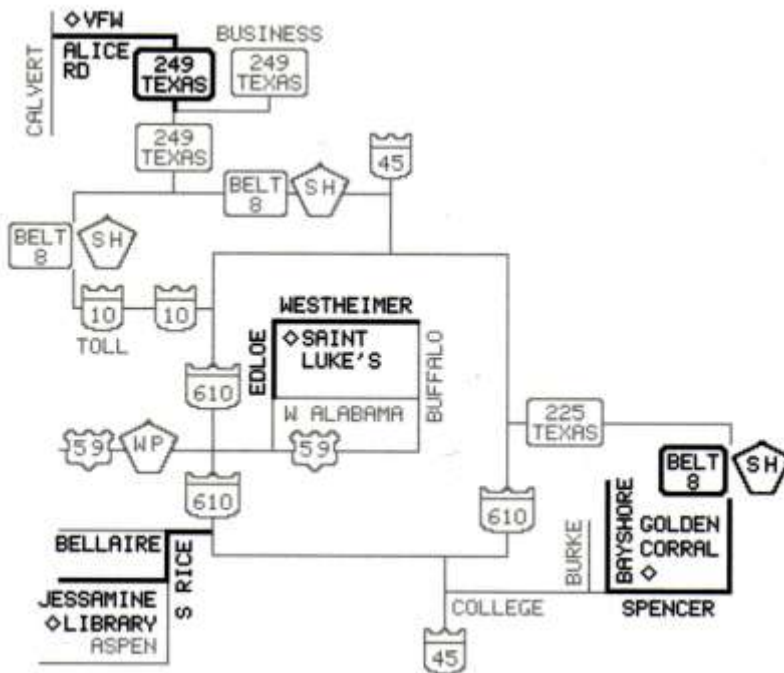 ◇VFW
BUSINESS
CALVERT
ALICE
RD
249
TEXAS
249
TEXAS
249
TEXAS
45
BELT
8
SH
BELT
8
SH
10
10
TOLL
WESTHEIMER
EDLOE
◇SAINT
LUKE'S
BUFFALO
610
W ALABAMA
225
TEXAS
59
WP
59
BELT
8
SH
610
610
BAYSHORE
GOLDEN
CORRAL
◇
BURKE
BELLAIRE
S RICE
JESSAMINE
◇LIBRARY
ASPEN
COLLEGE
SPENCER
45